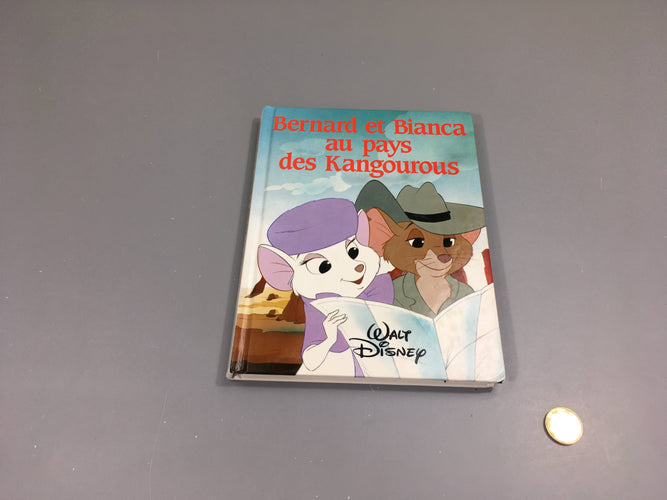 Bernard et Bianca
au pays
des Kangourous
WALT
DISNEY